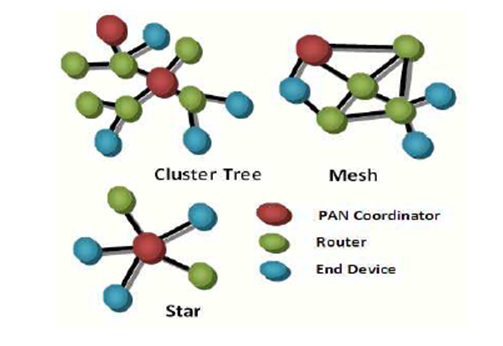 Cluster Tree
Mesh
PAN Coordinator
Router
End Device
Star